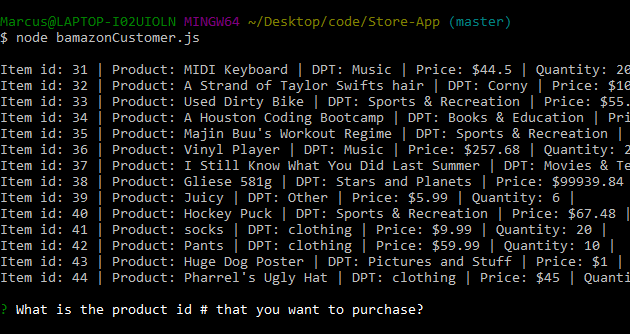 Marcus@LAPTOP-I02UIOLN MINGW64 ~/Desktop/code/Store-App (master)
$ node bamazonCustomer.js
Item id: 31 | Product: MIDI Keyboard | DPT: Music | Price: $44.5 | Quantity: 20
Item id: 32 | Product: A Strand of Taylor Swifts hair | DPT: Corny | Price: $10
Item id: 33 | Product: Used Dirty Bike | DPT: Sports & Recreation | Price: $55.
Item id: 34 | Product: A Houston Coding Bootcamp | DPT: Books & Education | Pri
Item id: 35 | Product: Majin Buu's Workout Regime | DPT: Sports & Recreation |
Item id: 36 | Product: Vinyl Player | DPT: Music | Price: $257.68 | Quantity: 2
Item id: 37 | Product: I Still Know What You Did Last Summer | DPT: Movies & Te
Item id: 38 | Product: Gliese 581g | DPT: Stars and Planets | Price: $99939.84
Item id: 39 | Product: Juicy | DPT: Other | Price: $5.99 | Quantity: 6 |
Item id: 40 | Product: Hockey Puck | DPT: Sports & Recreation | Price: $67.48 |
Item id: 41 | Product: socks | DPT: clothing | Price: $9.99 | Quantity: 20 |
Item id: 42 | Product: Pants | DPT: clothing | Price: $59.99 | Quantity: 10 |
Item id: 43 | Product: Huge Dog Poster | DPT: Pictures and Stuff | Price: $1 |
Item id: 44 | Product: Pharrel's Ugly Hat | DPT: clothing | Price: $45 | Quanti
? What is the product id # that you want to purchase?